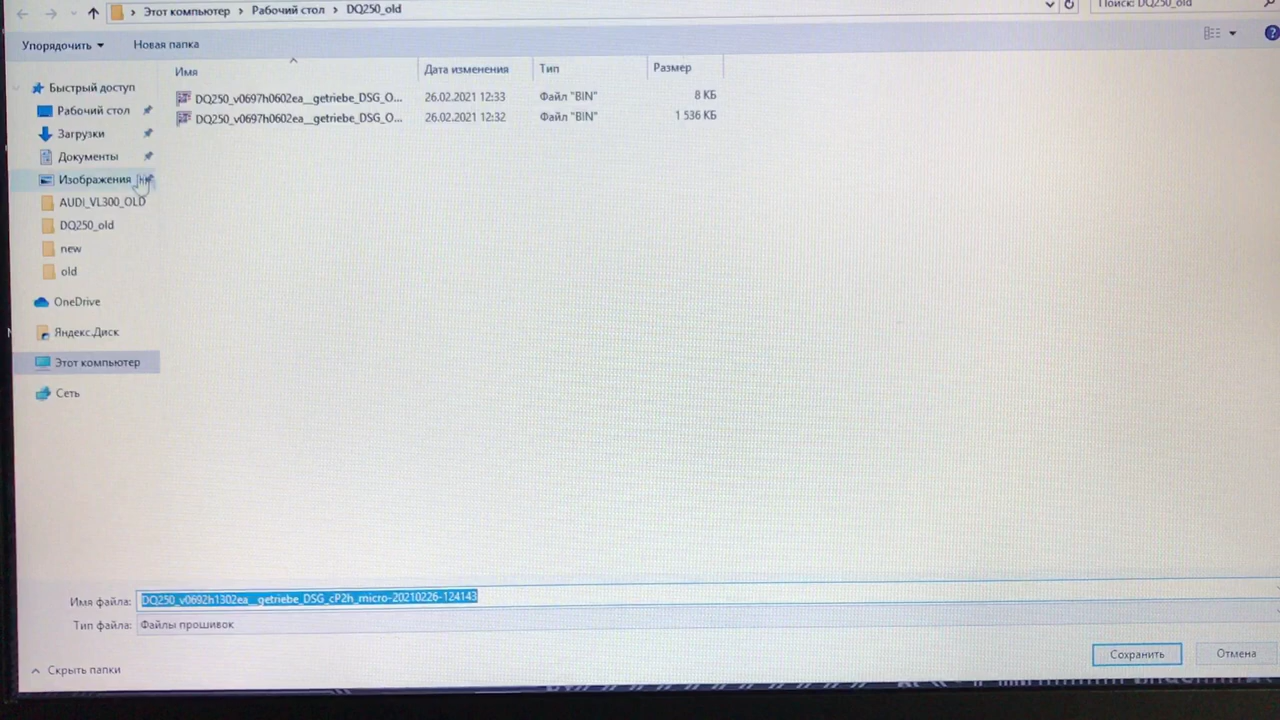 Этот компьютер › Рабочий стол › DQ250_old
Поиск: DQ250_old
Упорядочить
Новая папка
Имя
Дата изменения
Тип
Размер
DQ250_v0697h0602ea__getriebe_DSG_O... 26.02.2021 12:33 Файл "BIN" 8 КБ
DQ250_v0697h0602ea__getriebe_DSG_O... 26.02.2021 12:32 Файл "BIN" 1 536 КБ
Быстрый доступ
Рабочий стол
Загрузки
Документы
Изображения
AUDI_VL300_OLD
DQ250_old
new
old
OneDrive
Яндекс.Диск
Этот компьютер
Сеть
Имя файла: DQ250_v0692h1302ea__getriebe_DSG_cP2h_micro-20210226-124143
Тип файла: Файлы прошивок
Скрыть папки
Сохранить
Отмена